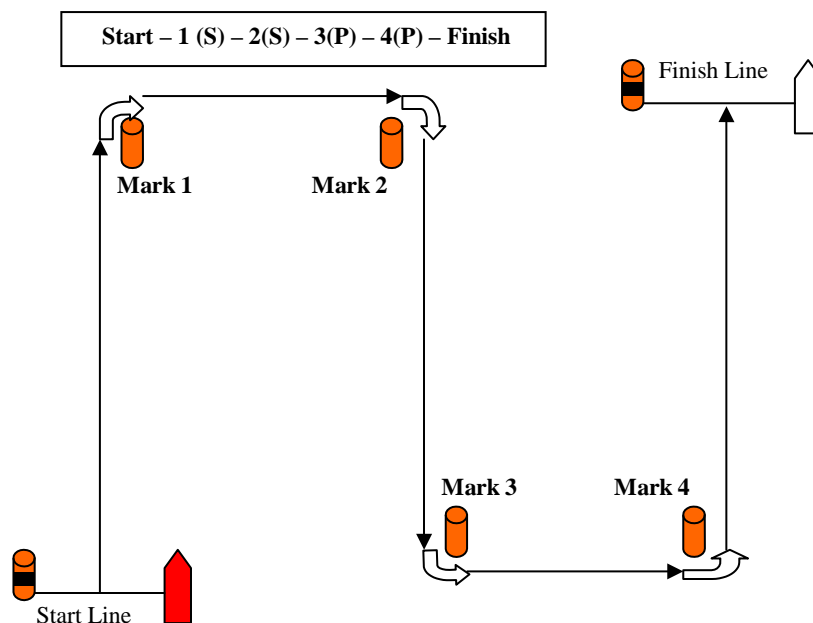 Start – 1 (S) – 2(S) – 3(P) – 4(P) – Finish
Finish Line
Mark 1
Mark 2
Mark 3
Mark 4
Start Line